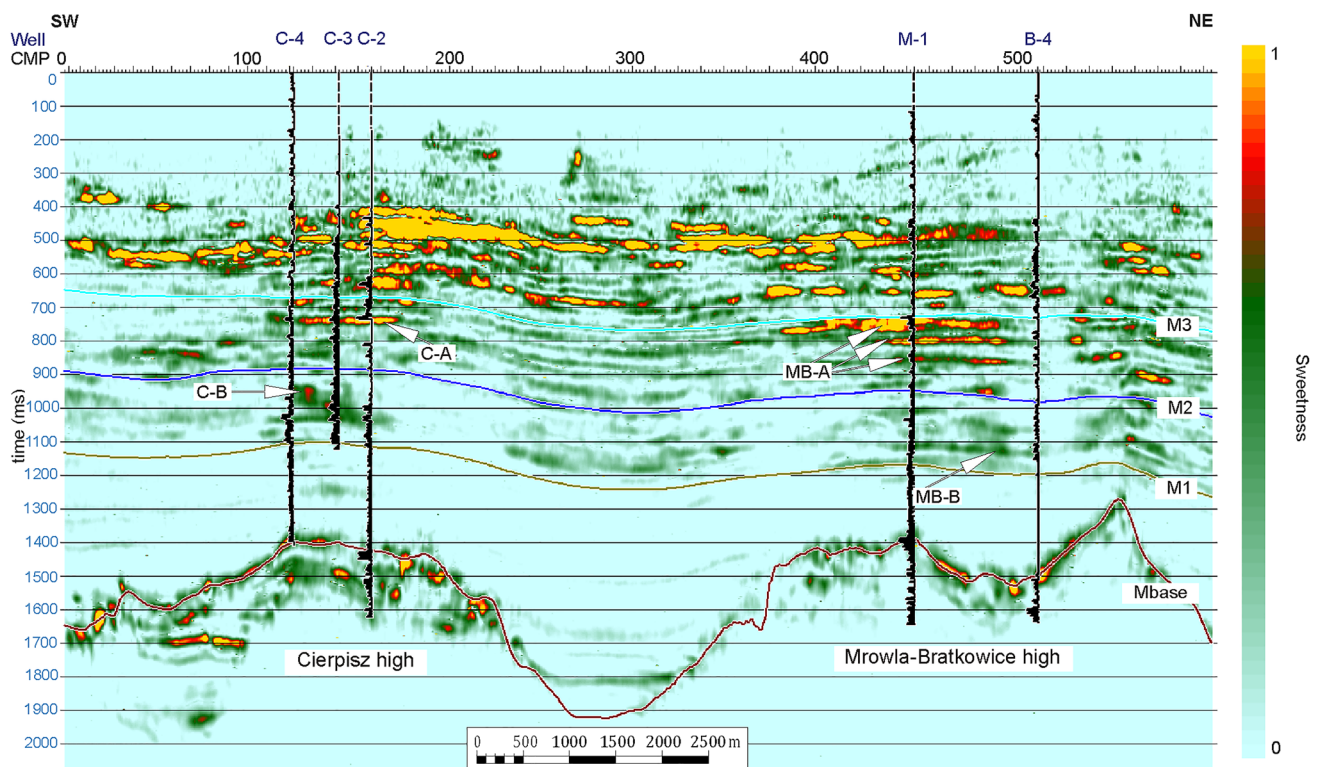 SW NE
Well C-4 C-3 C-2 M-1 B-4
CMP 0 100 200 300 400 500
0
100
200
300
400
500
600
700
800
900
1000
1100
1200
1300
1400
1500
1600
1700
1800
1900
2000
time (ms)
M3
C-A
MB-A
C-B
M2
M1
MB-B
Mbase
Cierpisz high
Mrowla-Bratkowice high
0 500 1000 1500 2000 2500 m
1
Sweetness
0